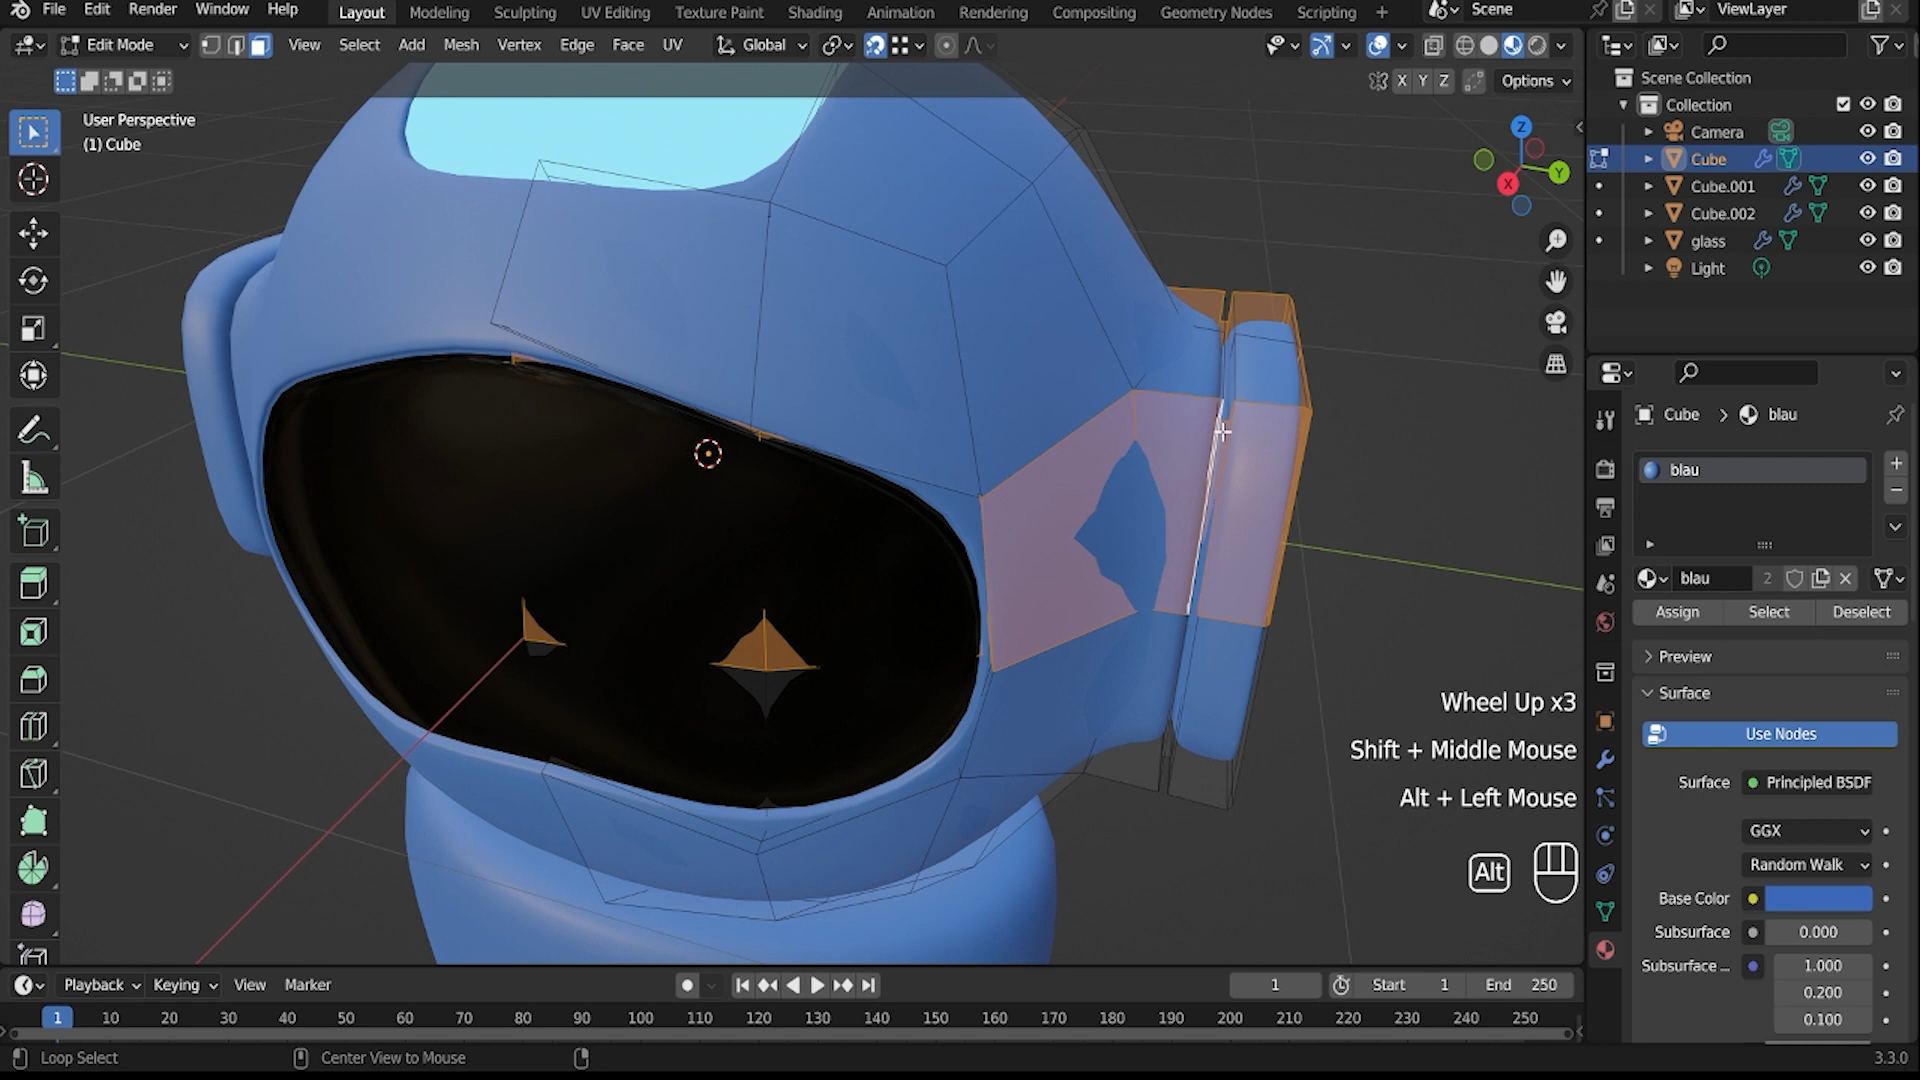 File Edit Render Window Help Layout Modeling Sculpting UV Editing Texture Paint Shading Animation Rendering Compositing Geometry Nodes Scripting + Scene ViewLayer
Edit Mode View Select Add Mesh Vertex Edge Face UV Global
X Y Z Options
Scene Collection
Collection
Camera
Cube
Cube.001
Cube.002
glass
Light
User Perspective
(1) Cube
Z
Y
X
Cube > blau
blau
blau 2
Assign Select Deselect
Preview
Surface
Use Nodes
Surface Principled BSDF
GGX
Random Walk
Base Color
Subsurface 0.000
Subsurface ... 1.000
0.200
0.100
Wheel Up x3
Shift + Middle Mouse
Alt + Left Mouse
Alt
Playback Keying View Marker 1 Start 1 End 250
1 10 20 30 40 50 60 70 80 90 100 110 120 130 140 150 160 170 180 190 200 210 220 230 240 250
Loop Select Center View to Mouse 3.3.0